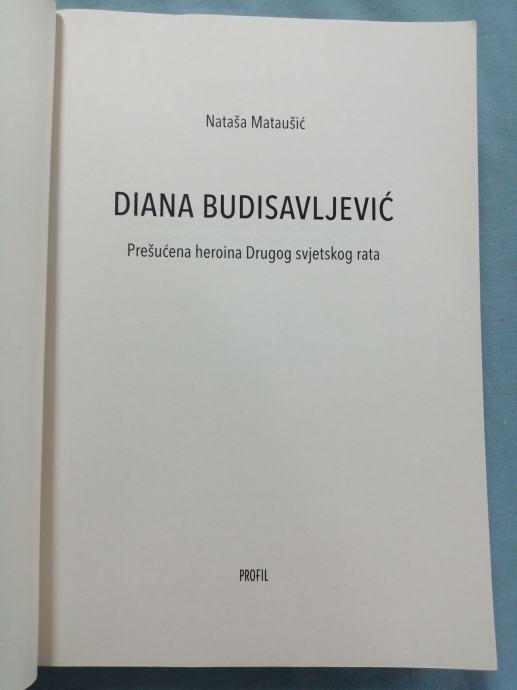 Nataša Mataušić
DIANA BUDISAVLJEVIĆ
Prešućena heroina Drugog svjetskog rata
PROFIL